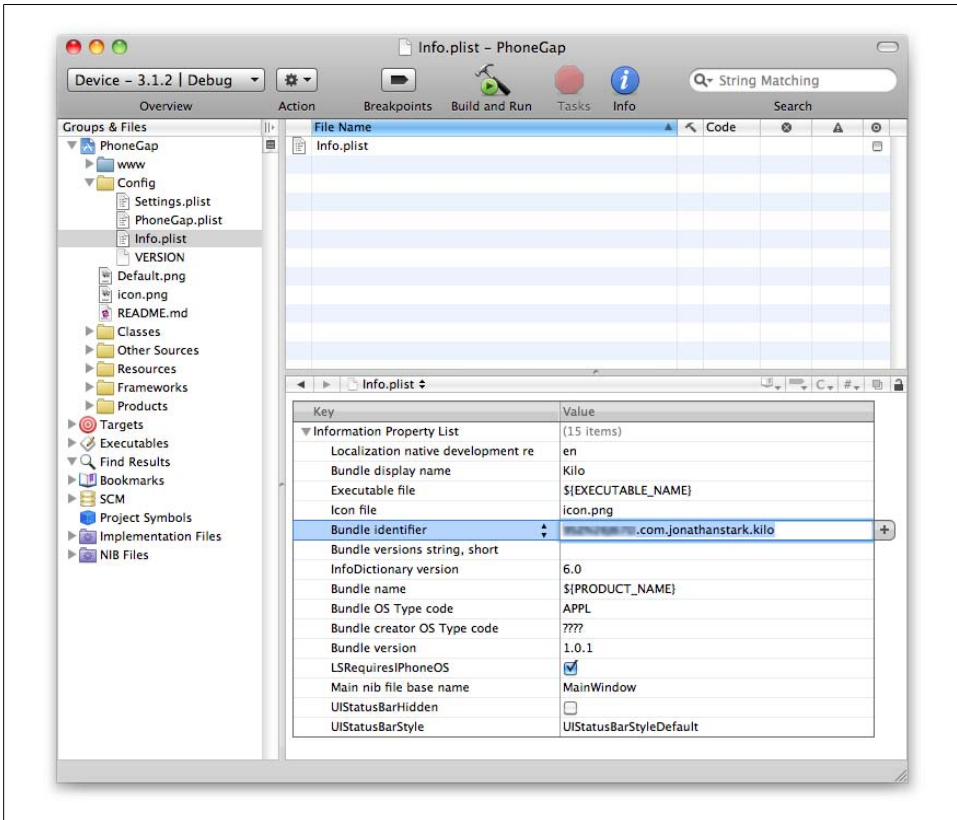 Info.plist – PhoneGap
Device – 3.1.2 | Debug
Overview
Action
Breakpoints
Build and Run
Tasks
Info
String Matching
Search
Groups & Files
PhoneGap
www
Config
Settings.plist
PhoneGap.plist
Info.plist
VERSION
Default.png
icon.png
README.md
Classes
Other Sources
Resources
Frameworks
Products
Targets
Executables
Find Results
Bookmarks
SCM
Project Symbols
Implementation Files
NIB Files
File Name Code
Info.plist
Info.plist C #
Key Value
Information Property List (15 items)
Localization native development re en
Bundle display name Kilo
Executable file ${EXECUTABLE_NAME}
Icon file icon.png
Bundle identifier .com.jonathanstark.kilo
Bundle versions string, short
InfoDictionary version 6.0
Bundle name ${PRODUCT_NAME}
Bundle OS Type code APPL
Bundle creator OS Type code ????
Bundle version 1.0.1
LSRequiresIPhoneOS
Main nib file base name MainWindow
UIStatusBarHidden
UIStatusBarStyle UIStatusBarStyleDefault